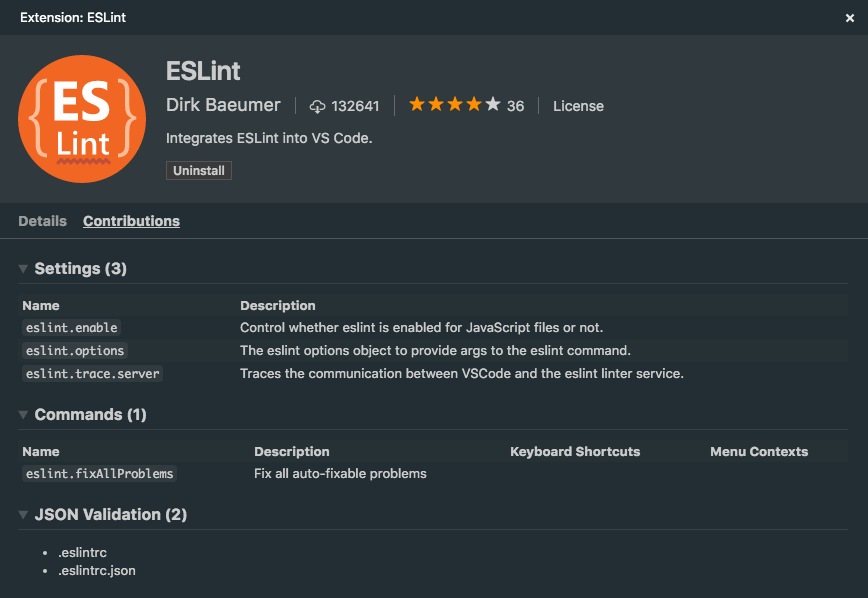 Extension: ESLint
{ES}
Lint
ESLint
Dirk Baeumer 132641 36 License
Integrates ESLint into VS Code.
Uninstall
Details Contributions
Settings (3)
Name Description
eslint.enable Control whether eslint is enabled for JavaScript files or not.
eslint.options The eslint options object to provide args to the eslint command.
eslint.trace.server Traces the communication between VSCode and the eslint linter service.
Commands (1)
Name Description Keyboard Shortcuts Menu Contexts
eslint.fixAllProblems Fix all auto-fixable problems
JSON Validation (2)
• .eslintrc
• .eslintrc.json